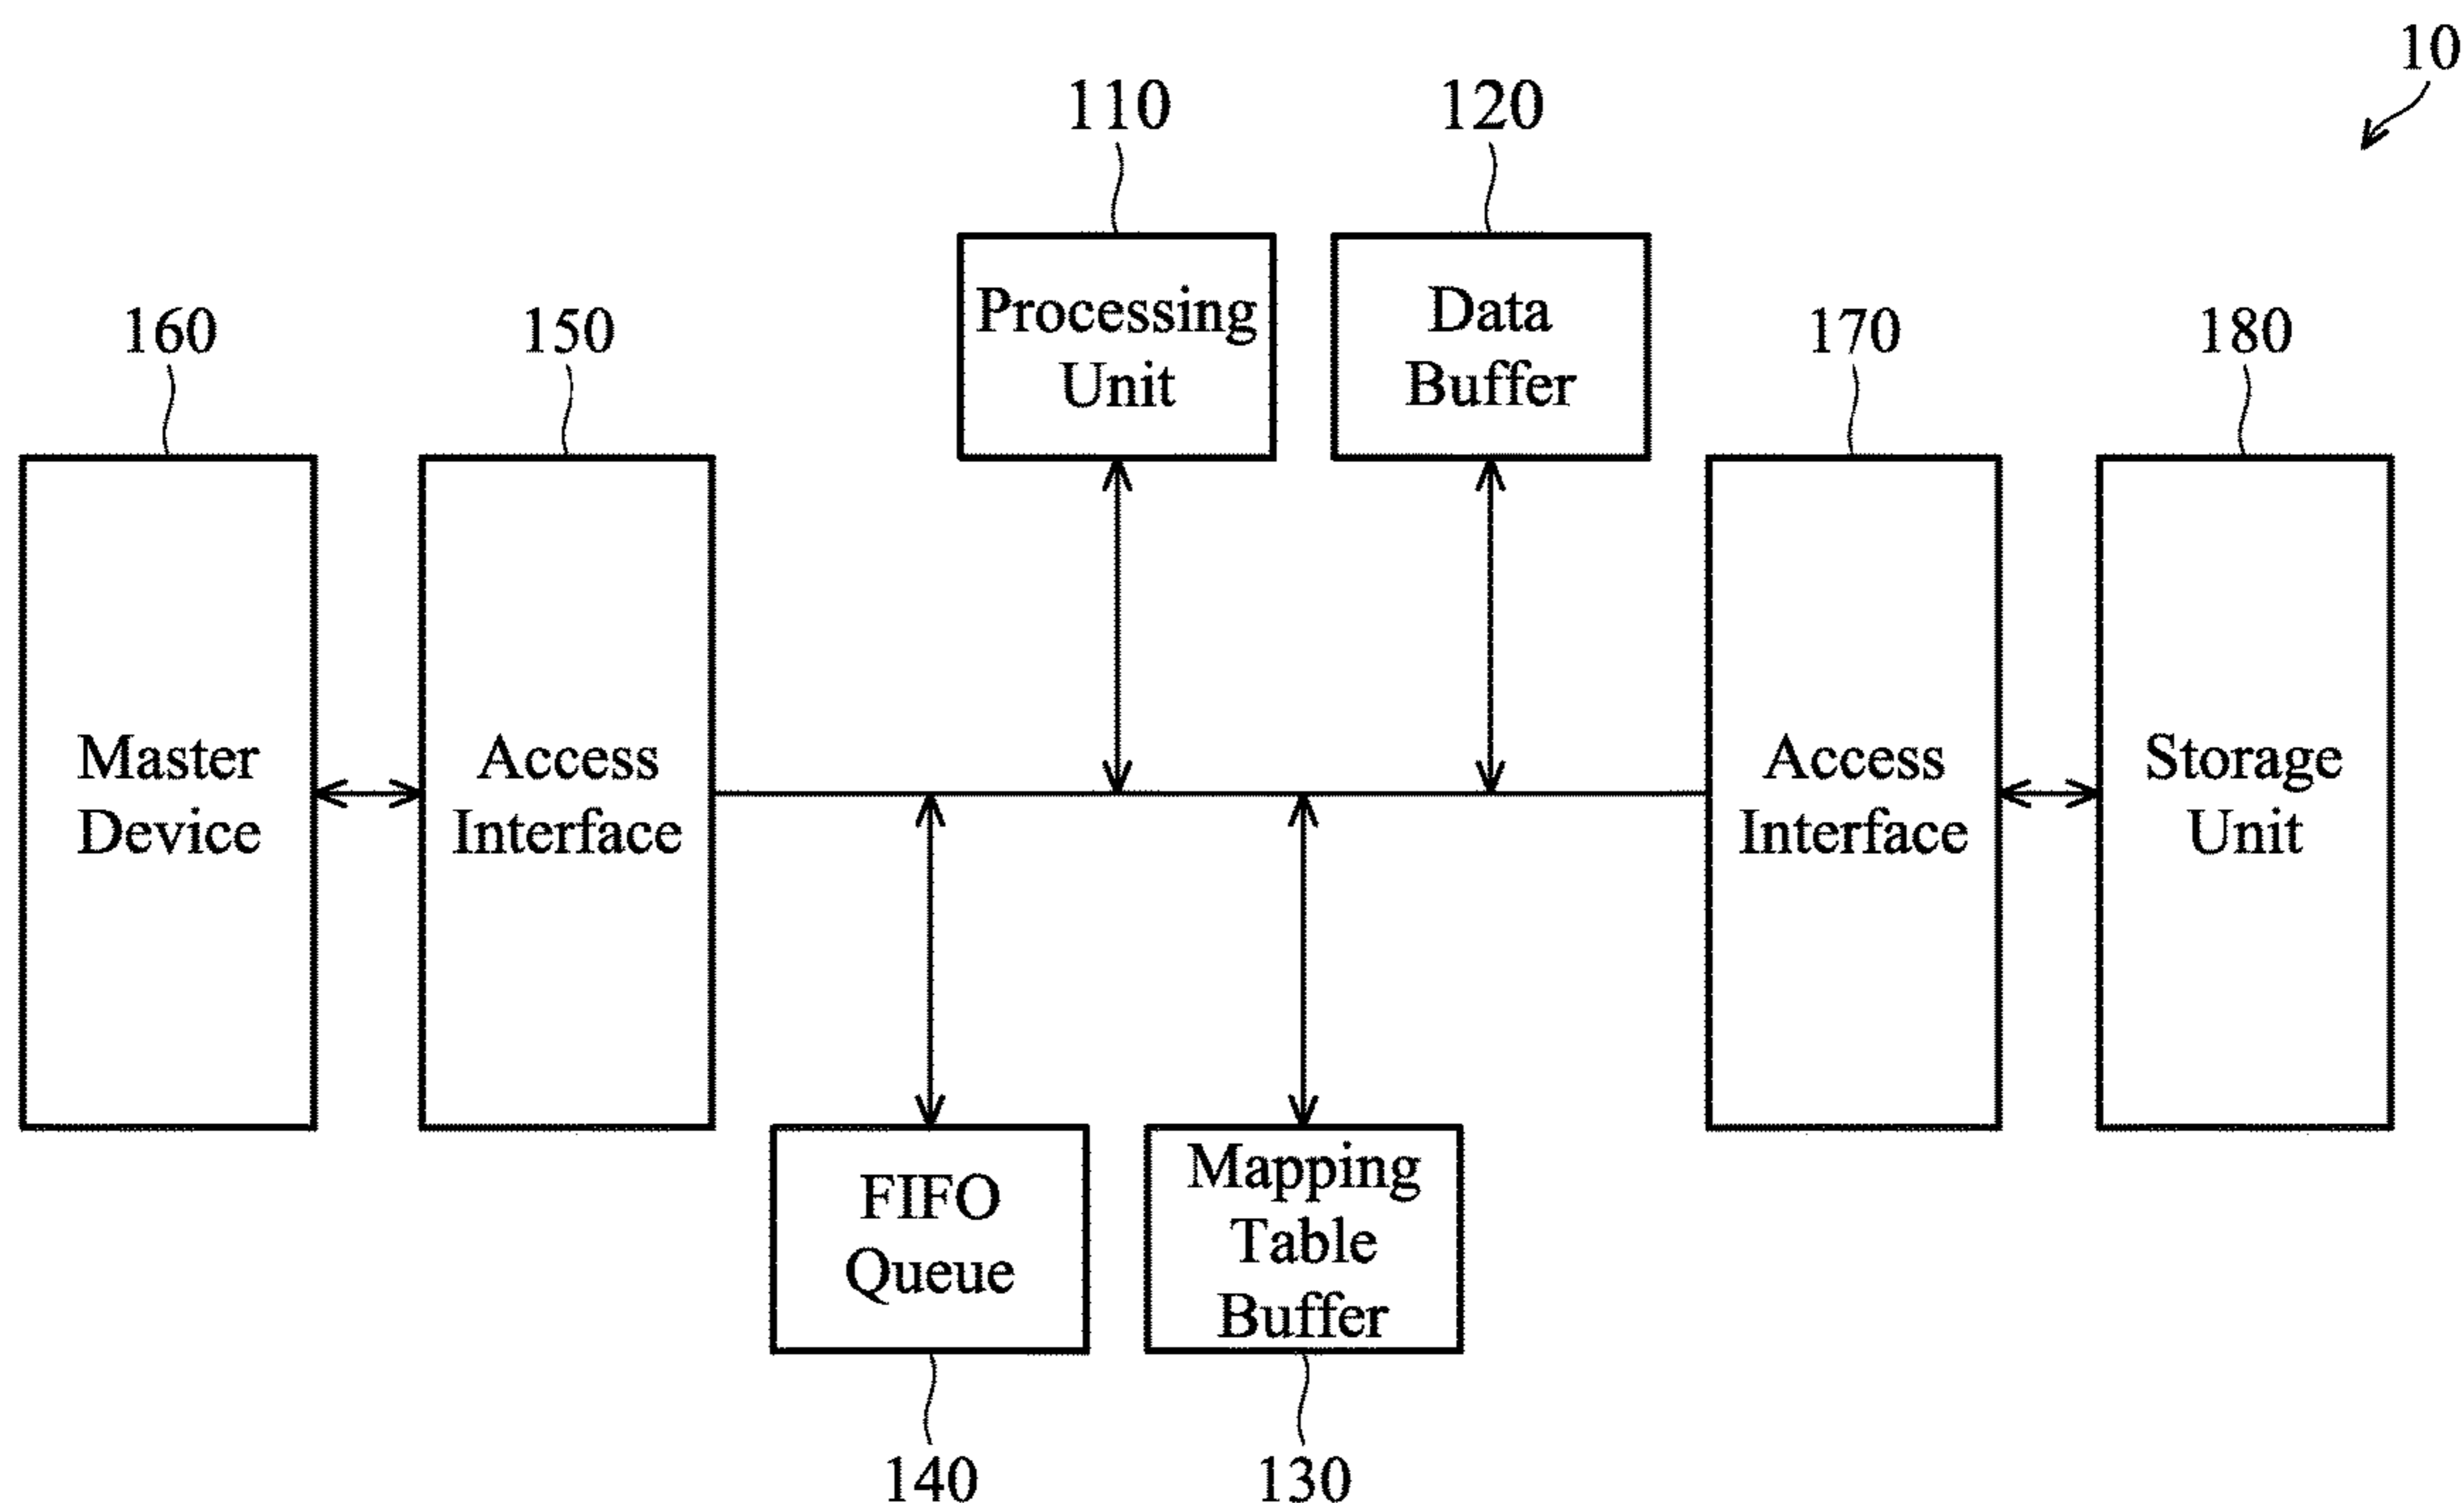 10
110
120
Processing
Unit
Data
Buffer
160
150
170
180
Master
Device
Access
Interface
Access
Interface
Storage
Unit
FIFO
Queue
Mapping
Table
Buffer
140
130